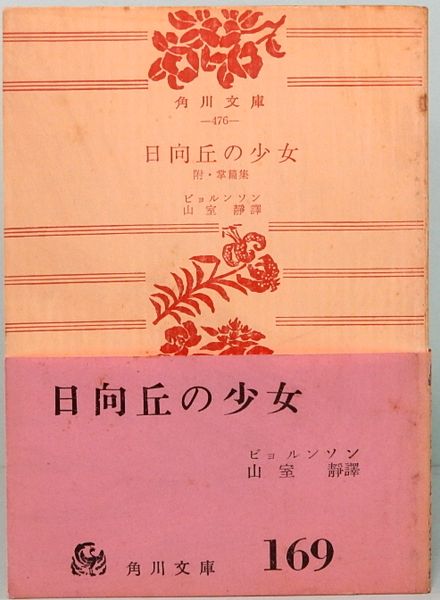 角川文庫
—476—
日向丘の少女
附・掌篇集
ビョルンソン
山室 靜譯
日向丘の少女
ビョルンソン
山室 靜譯
角川文庫 169